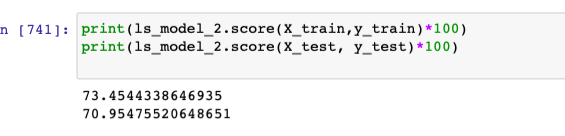 n [741]: print(ls_model_2.score(X_train,y_train)*100)
print(ls_model_2.score(X_test, y_test)*100)
73.4544338646935
70.95475520648651